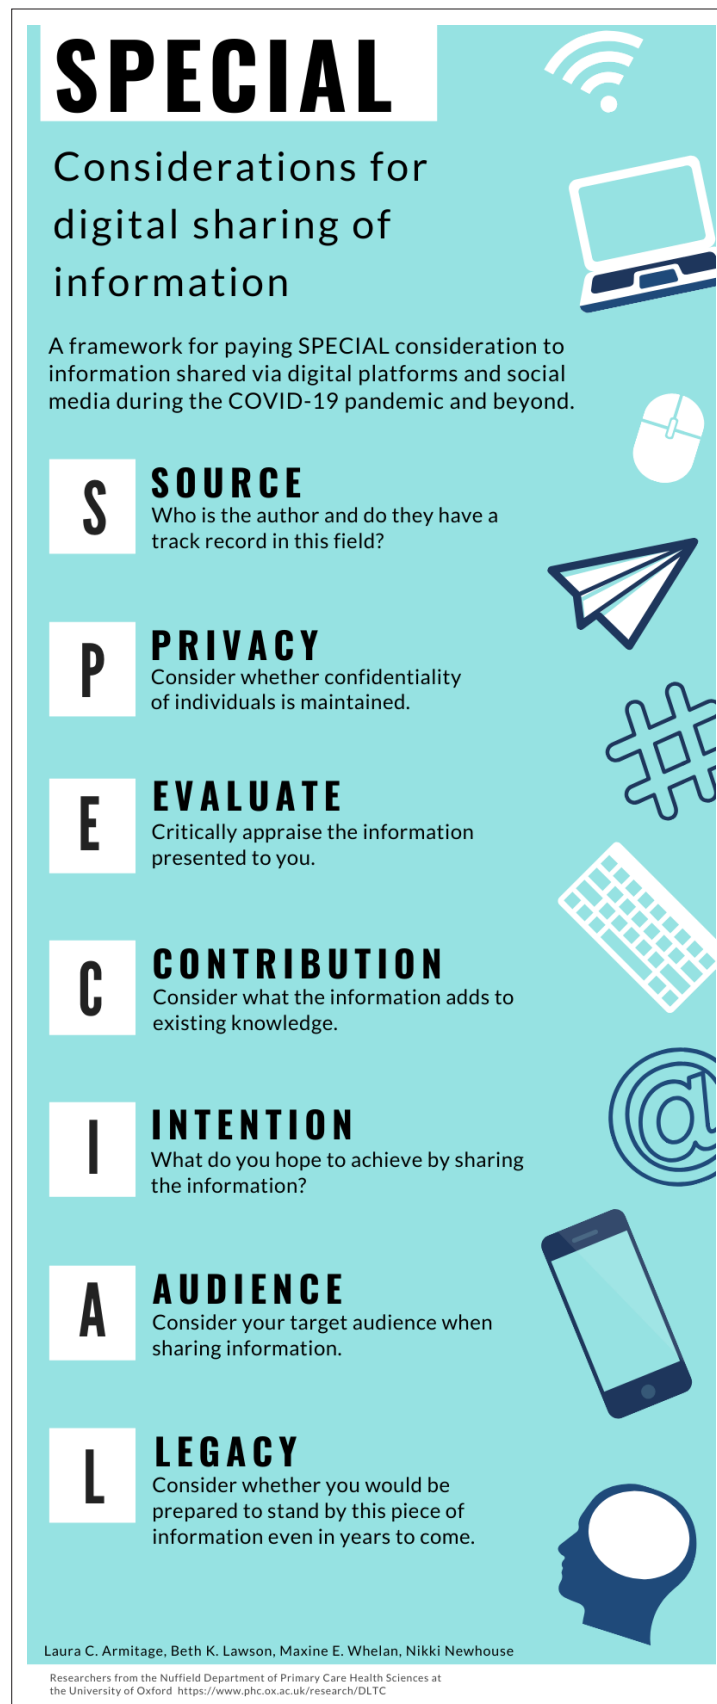 SPECIAL
Considerations for
digital sharing of
information
A framework for paying SPECIAL consideration to
information shared via digital platforms and social
media during the COVID-19 pandemic and beyond.
S
SOURCE
Who is the author and do they have a
track record in this field?
P
PRIVACY
Consider whether confidentiality
of individuals is maintained.
E
EVALUATE
Critically appraise the information
presented to you.
C
CONTRIBUTION
Consider what the information adds to
existing knowledge.
I
INTENTION
What do you hope to achieve by sharing
the information?
A
AUDIENCE
Consider your target audience when
sharing information.
L
LEGACY
Consider whether you would be
prepared to stand by this piece of
information even in years to come.
Laura C. Armitage, Beth K. Lawson, Maxine E. Whelan, Nikki Newhouse
Researchers from the Nuffield Department of Primary Care Health Sciences at
the University of Oxford https://www.phc.ox.ac.uk/research/DLTC